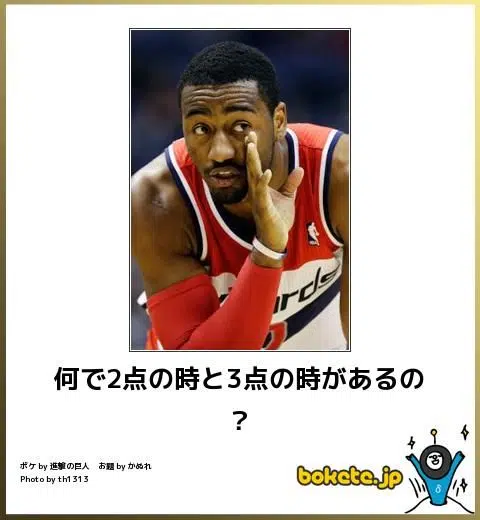 ards
何で2点の時と3点の時があるの
?
ボケ by 進撃の巨人 お題 by かぬれ
Photo by th1313
bokete.jp